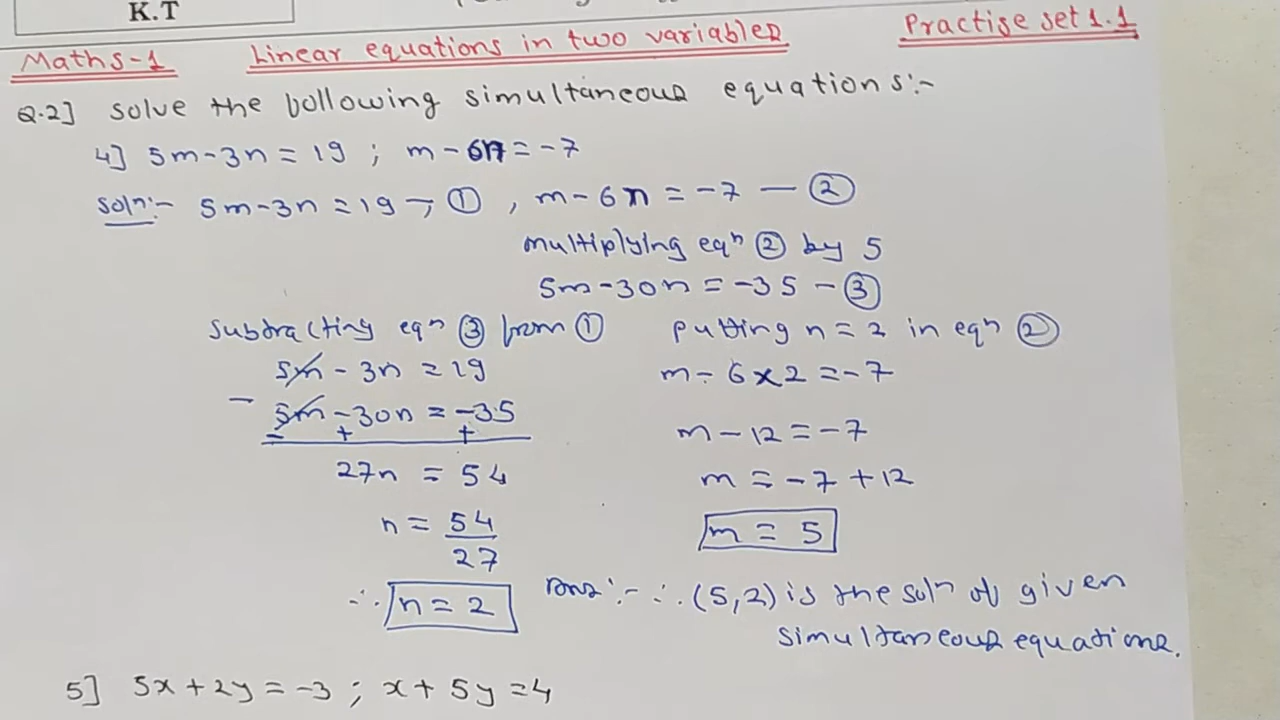 K.T
Maths-1 Linear equations in two variables Practise set 1.1
Q.2] solve the following simultaneous equations:-
4] 5m-3n=19 ; m-6n=-7
Soln:- 5m-3n=19 → ①, m-6n=-7 — ②
multiplying eqn ② by 5
5m-30n=-35 - ③
Subtracting eqn ③ from ①
5m - 3n = 19
- 5m - 30n = -35
- + +
27n = 54
n = 54
27
∴ n = 2
putting n = 2 in eqn ②
m - 6×2 = -7
m - 12 = -7
m = -7 + 12
m = 5
Ans:- ∴ (5,2) is the soln of given
simultaneous equations.
5] 5x+2y=-3 ; x+5y=4